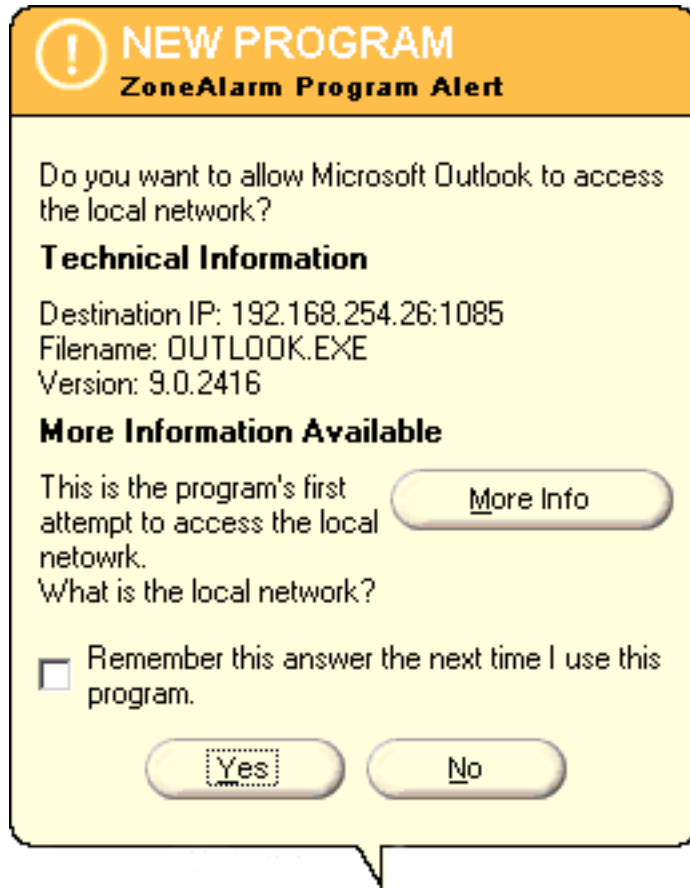 NEW PROGRAM
ZoneAlarm Program Alert
Do you want to allow Microsoft Outlook to access
the local network?
Technical Information
Destination IP: 192.168.254.26:1085
Filename: OUTLOOK.EXE
Version: 9.0.2416
More Information Available
This is the program's first
attempt to access the local
netowrk.
What is the local network?
More Info
Remember this answer the next time I use this
program.
Yes
No